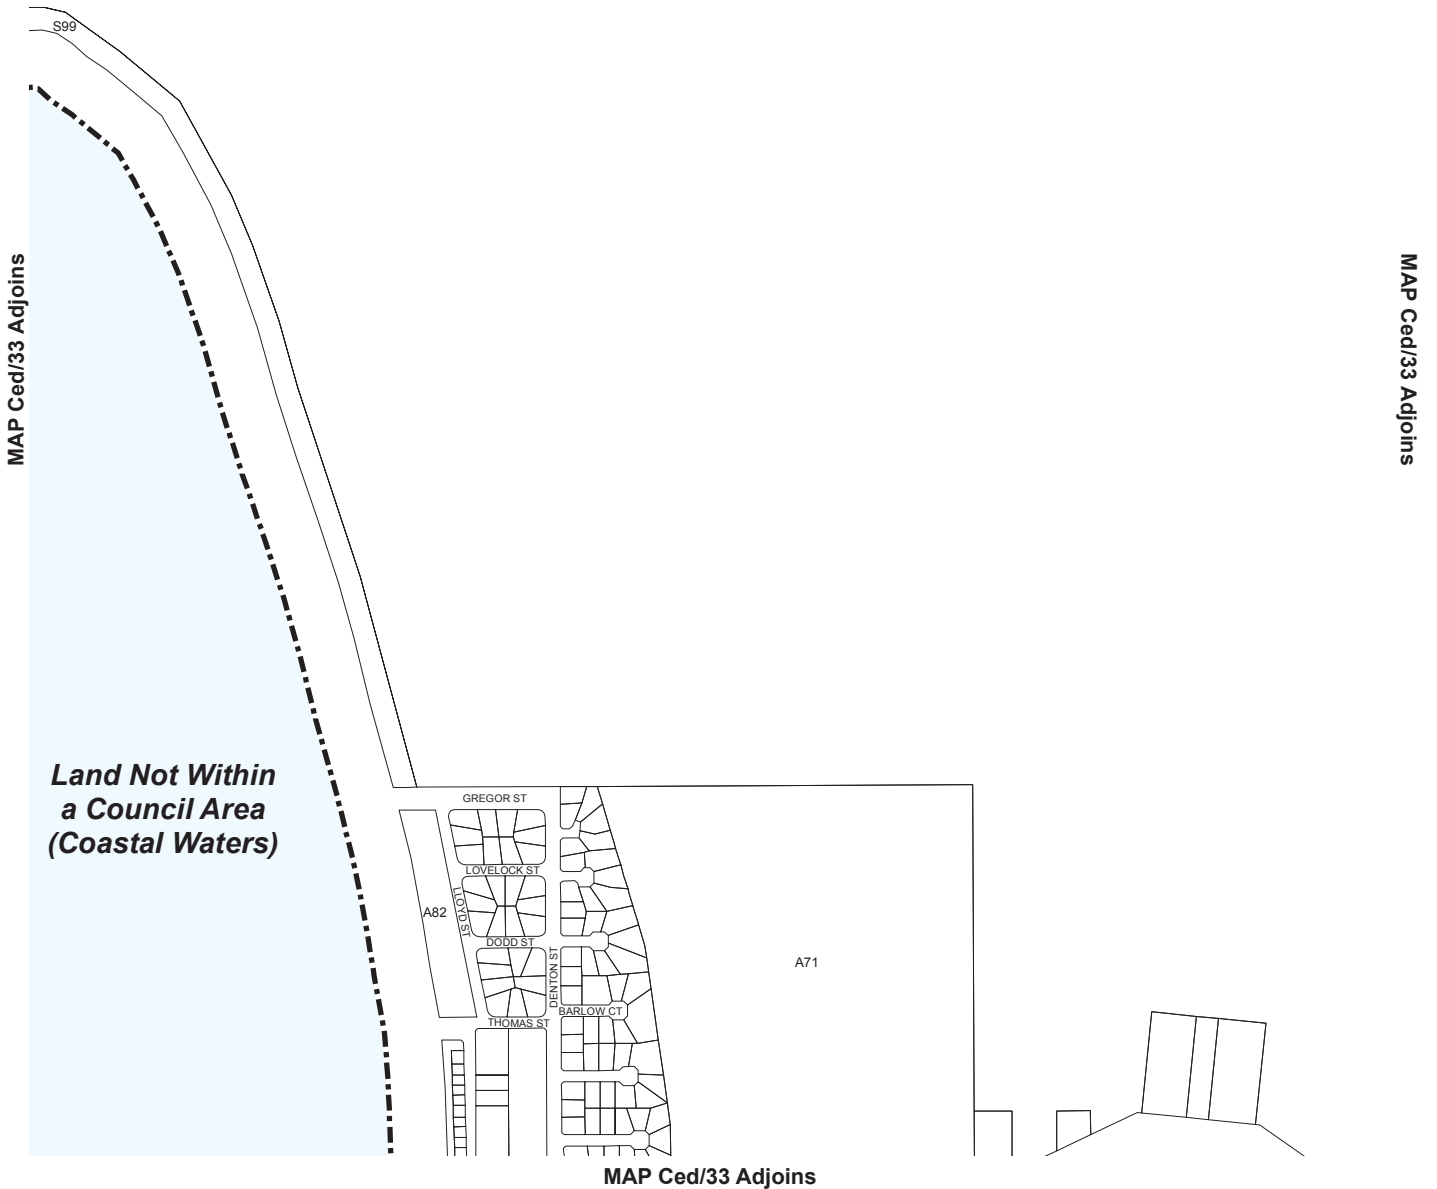 S99
MAP Ced/33 Adjoins
MAP Ced/33 Adjoins
Land Not Within
a Council Area
(Coastal Waters)
GREGOR ST
LOVELOCK ST
LLOYD ST
A82
DODD ST
DENTON ST
A71
BARLOW CT
THOMAS ST
MAP Ced/33 Adjoins